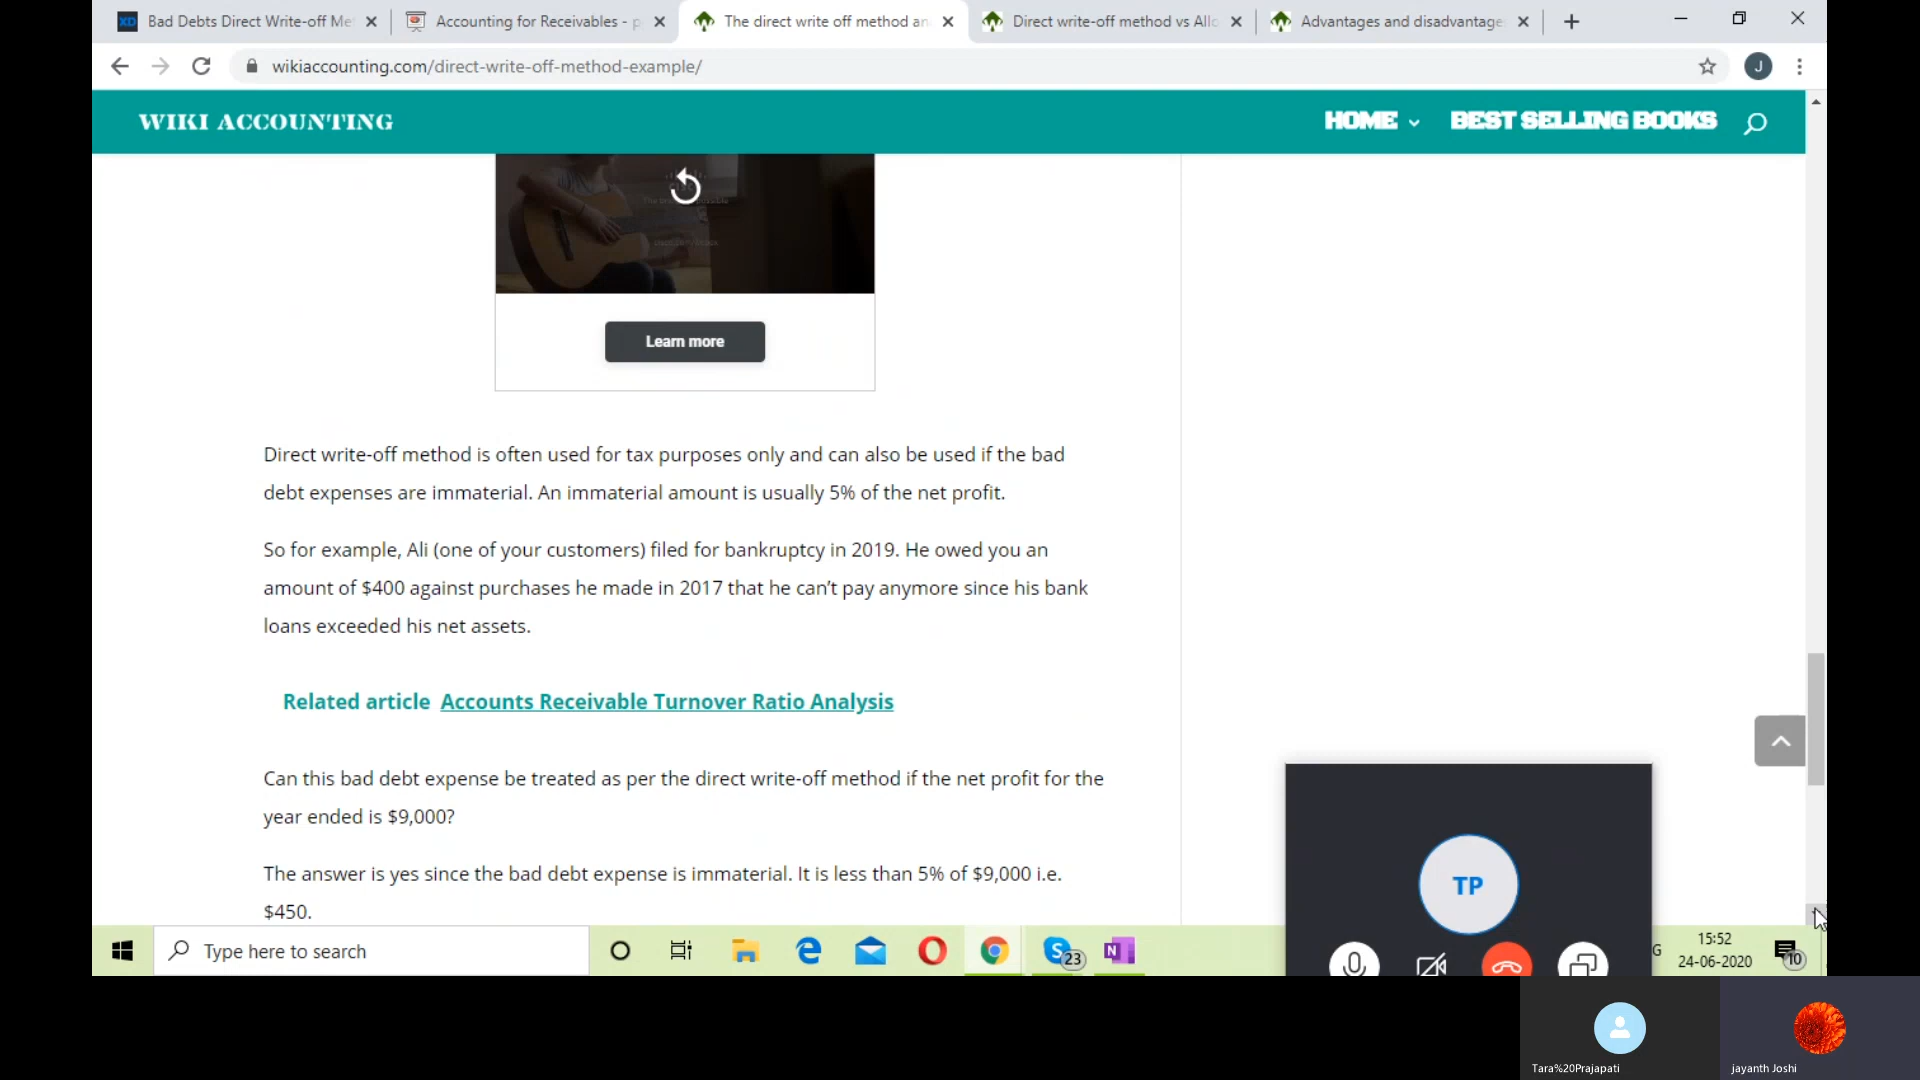 Bad Debts Direct Write-off Me
Accounting for Receivables - p
The direct write off method an
Direct write-off method vs Allo
Advantages and disadvantage
wikiaccounting.com/direct-write-off-method-example/
J
WIKI ACCOUNTING
HOME
BEST SELLING BOOKS
Learn more
Direct write-off method is often used for tax purposes only and can also be used if the bad
debt expenses are immaterial. An immaterial amount is usually 5% of the net profit.
So for example, Ali (one of your customers) filed for bankruptcy in 2019. He owed you an
amount of $400 against purchases he made in 2017 that he can’t pay anymore since his bank
loans exceeded his net assets.
Related article Accounts Receivable Turnover Ratio Analysis
Can this bad debt expense be treated as per the direct write-off method if the net profit for the
year ended is $9,000?
The answer is yes since the bad debt expense is immaterial. It is less than 5% of $9,000 i.e.
$450.
TP
Type here to search
23
G
15:52
24-06-2020
10
Tara%20Prajapati
jayanth Joshi